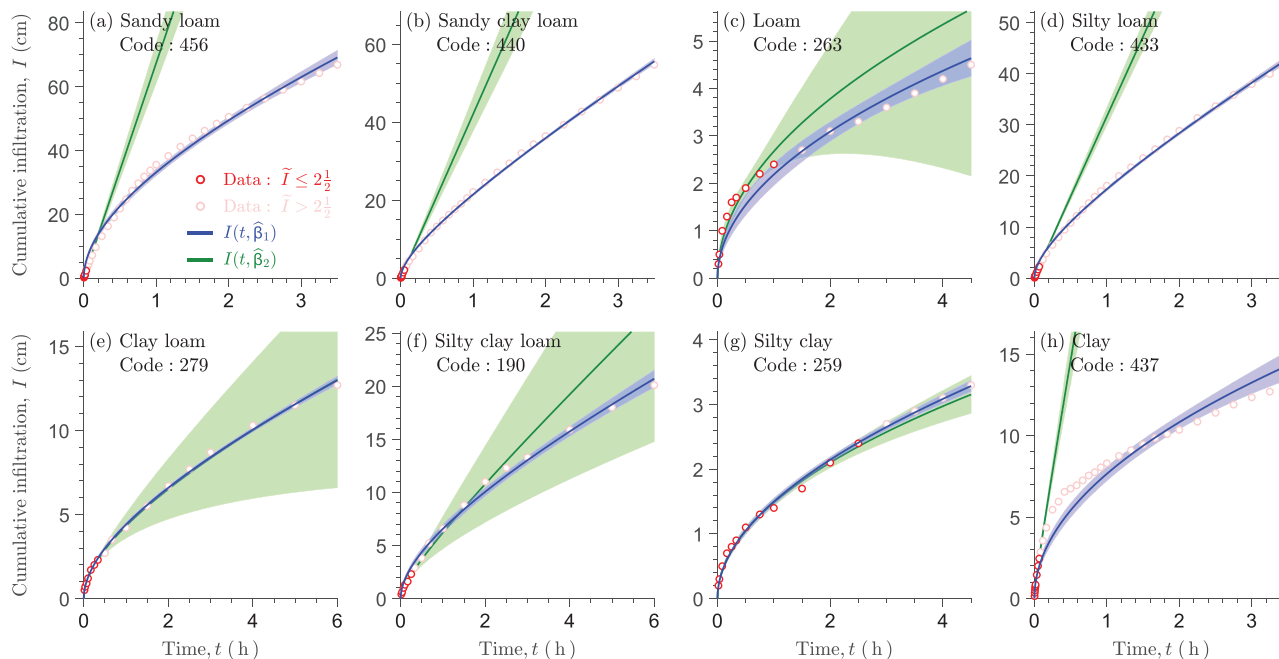 (a) Sandy loam
Code : 456
80
60
40
20
0
0 1 2 3
Cumulative infiltration, I (cm)
Data : Ĩ ≤ 2½
Data : Ĩ > 2½
I(t, β̂₁)
I(t, β̂₂)
(b) Sandy clay loam
Code : 440
60
40
20
0
0 1 2 3
(c) Loam
Code : 263
5
4
3
2
1
0
0 2 4
(d) Silty loam
Code : 433
50
40
30
20
10
0
0 1 2 3
(e) Clay loam
Code : 279
15
10
5
0
0 2 4 6
Cumulative infiltration, I (cm)
Time, t ( h )
(f) Silty clay loam
Code : 190
25
20
15
10
5
0
0 2 4 6
Time, t ( h )
(g) Silty clay
Code : 259
4
3
2
1
0
0 2 4
Time, t ( h )
(h) Clay
Code : 437
15
10
5
0
0 1 2 3
Time, t ( h )